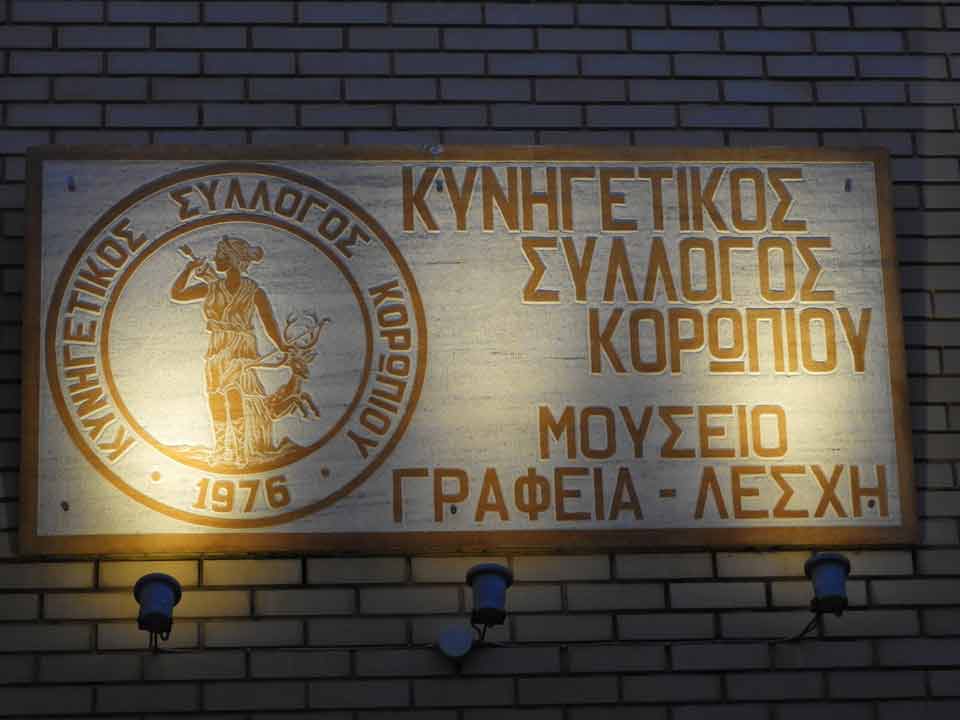 ΚΥΝΗΓΕΤΙΚΟΣ ΣΥΛΛΟΓΟΣ ΚΟΡΩΠΙΟΥ
1976
ΚΥΝΗΓΕΤΙΚΟΣ
ΣΥΛΛΟΓΟΣ
ΚΟΡΩΠΙΟΥ
ΜΟΥΣΕΙΟ
ΓΡΑΦΕΙΑ - ΛΕΣΧΗ